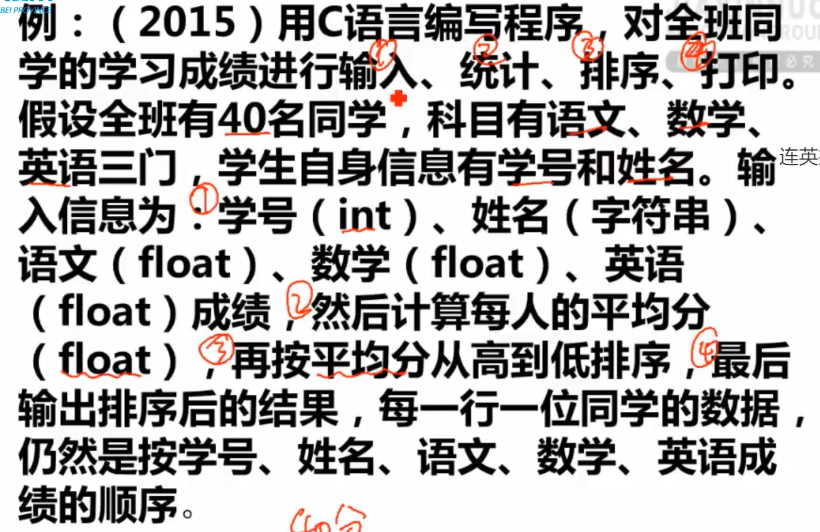 例：（2015）用C语言编写程序，对全班同
学的学习成绩进行输入、统计、排序、打印。
假设全班有40名同学，科目有语文、数学、
英语三门，学生自身信息有学号和姓名。输
连英
入信息为：学号（int）、姓名（字符串）、
语文（float）、数学（float）、英语
（float）成绩，然后计算每人的平均分
（float），再按平均分从高到低排序，最后
输出排序后的结果，每一行一位同学的数据，
仍然是按学号、姓名、语文、数学、英语成
绩的顺序。
① ② ③ ④
① ② ③ ④